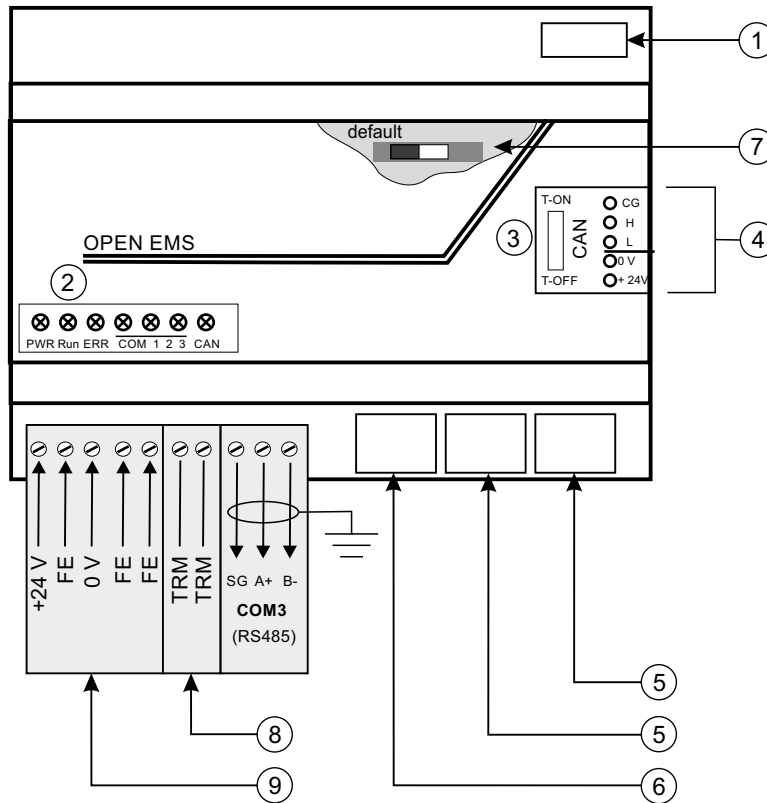 1
default
7
T-ON
CG
H
L
0 V
+ 24V
CAN
T-OFF
3
4
OPEN EMS
2
PWR Run ERR COM 1 2 3 CAN
+24 V
FE
0 V
FE
FE
TRM
TRM
SG A+ B-
COM3
(RS485)
5
8
5
9
6